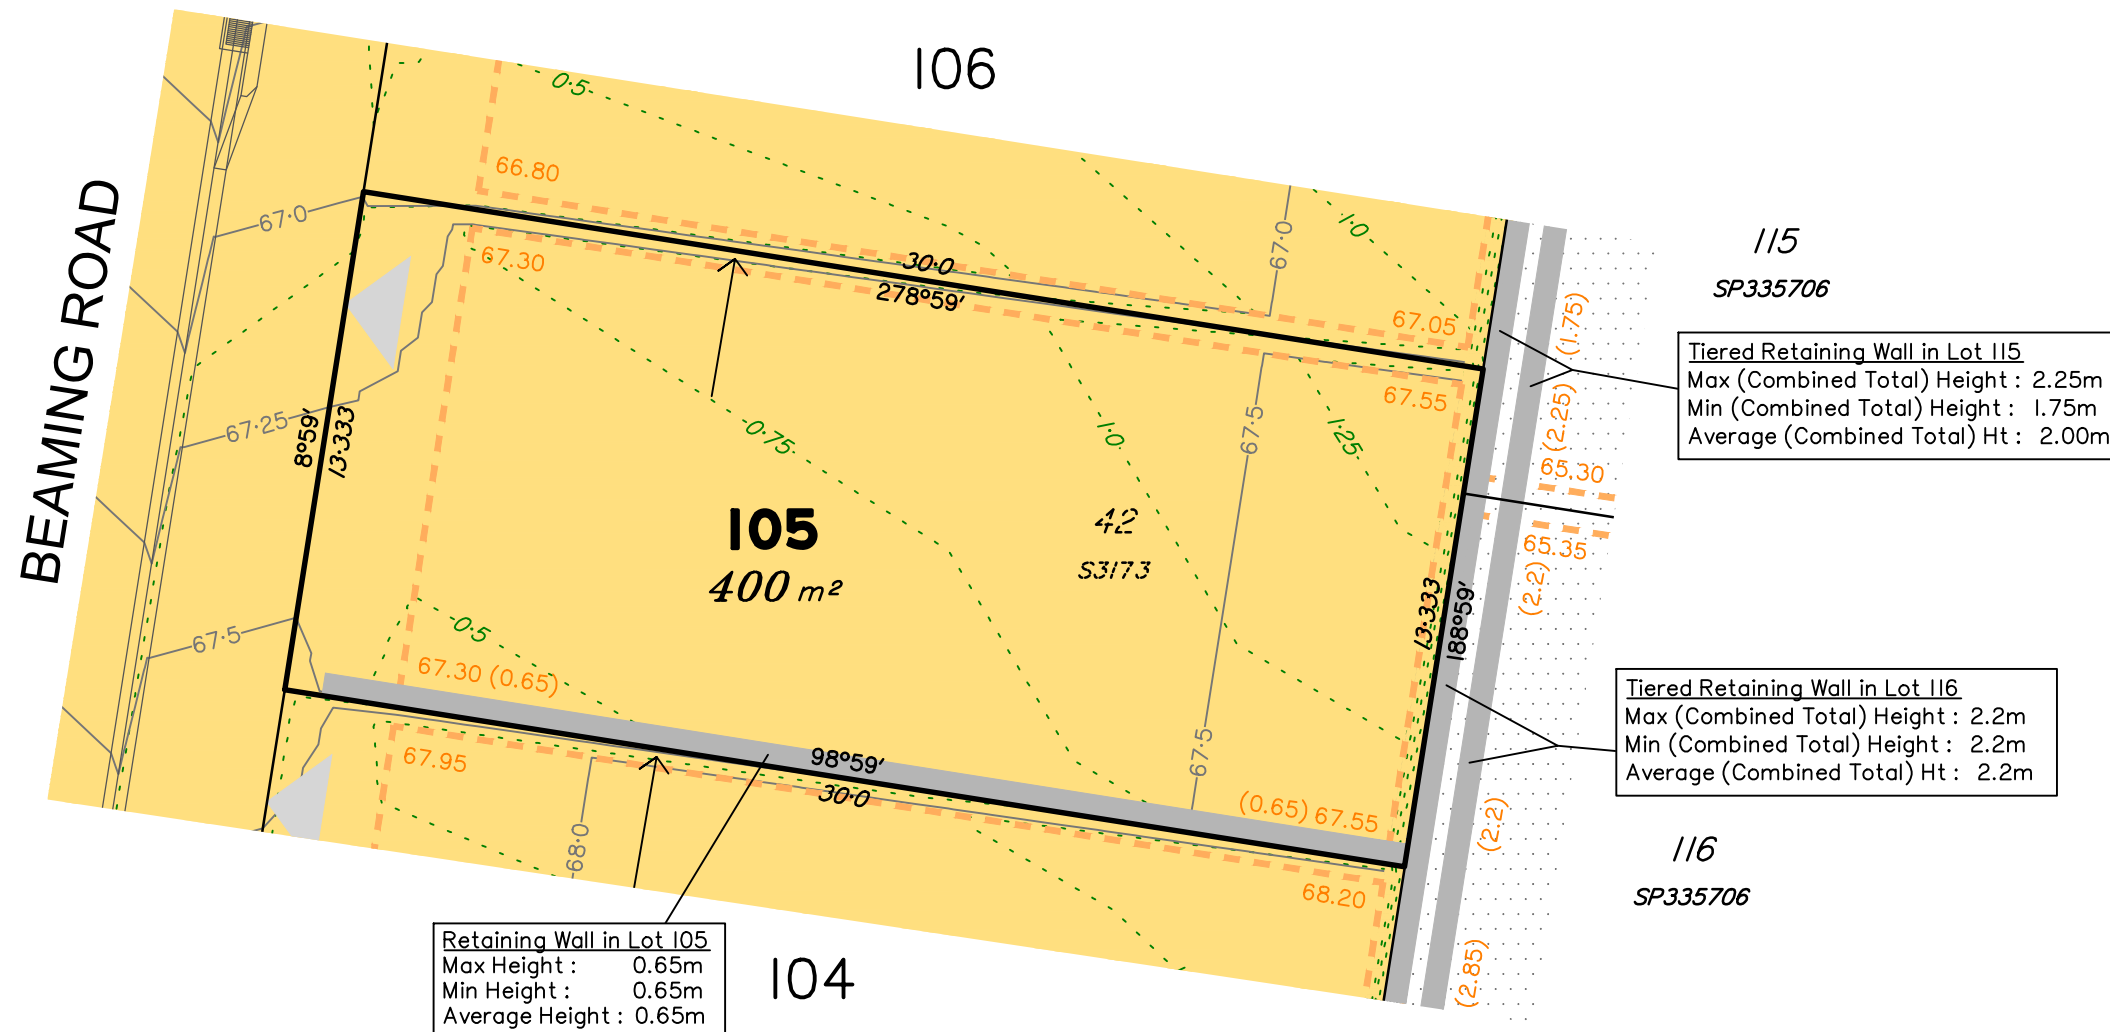 106
0·5
66.80
1·0
67·0
67·0
BEAMING ROAD
67.30
30·0
278°59'
67.05
115
SP335706
(1.75)
Tiered Retaining Wall in Lot 115
Max (Combined Total) Height : 2.25m
Min (Combined Total) Height : 1.75m
Average (Combined Total) Ht : 2.00m
67.55
67·25
8°59'
13·333
0·75
1·0
67·5
1·25
(2.25)
65.30
105
400 m²
42
S3173
65.35
(2.2)
13·333
188°59'
67·5
0·5
67.30 (0.65)
67.95
98°59'
30·0
67·5
(0.65) 67.55
Tiered Retaining Wall in Lot 116
Max (Combined Total) Height : 2.2m
Min (Combined Total) Height : 2.2m
Average (Combined Total) Ht : 2.2m
68·0
68.20
(2.2)
116
SP335706
(2.85)
Retaining Wall in Lot 105
Max Height : 0.65m
Min Height : 0.65m
Average Height : 0.65m
104